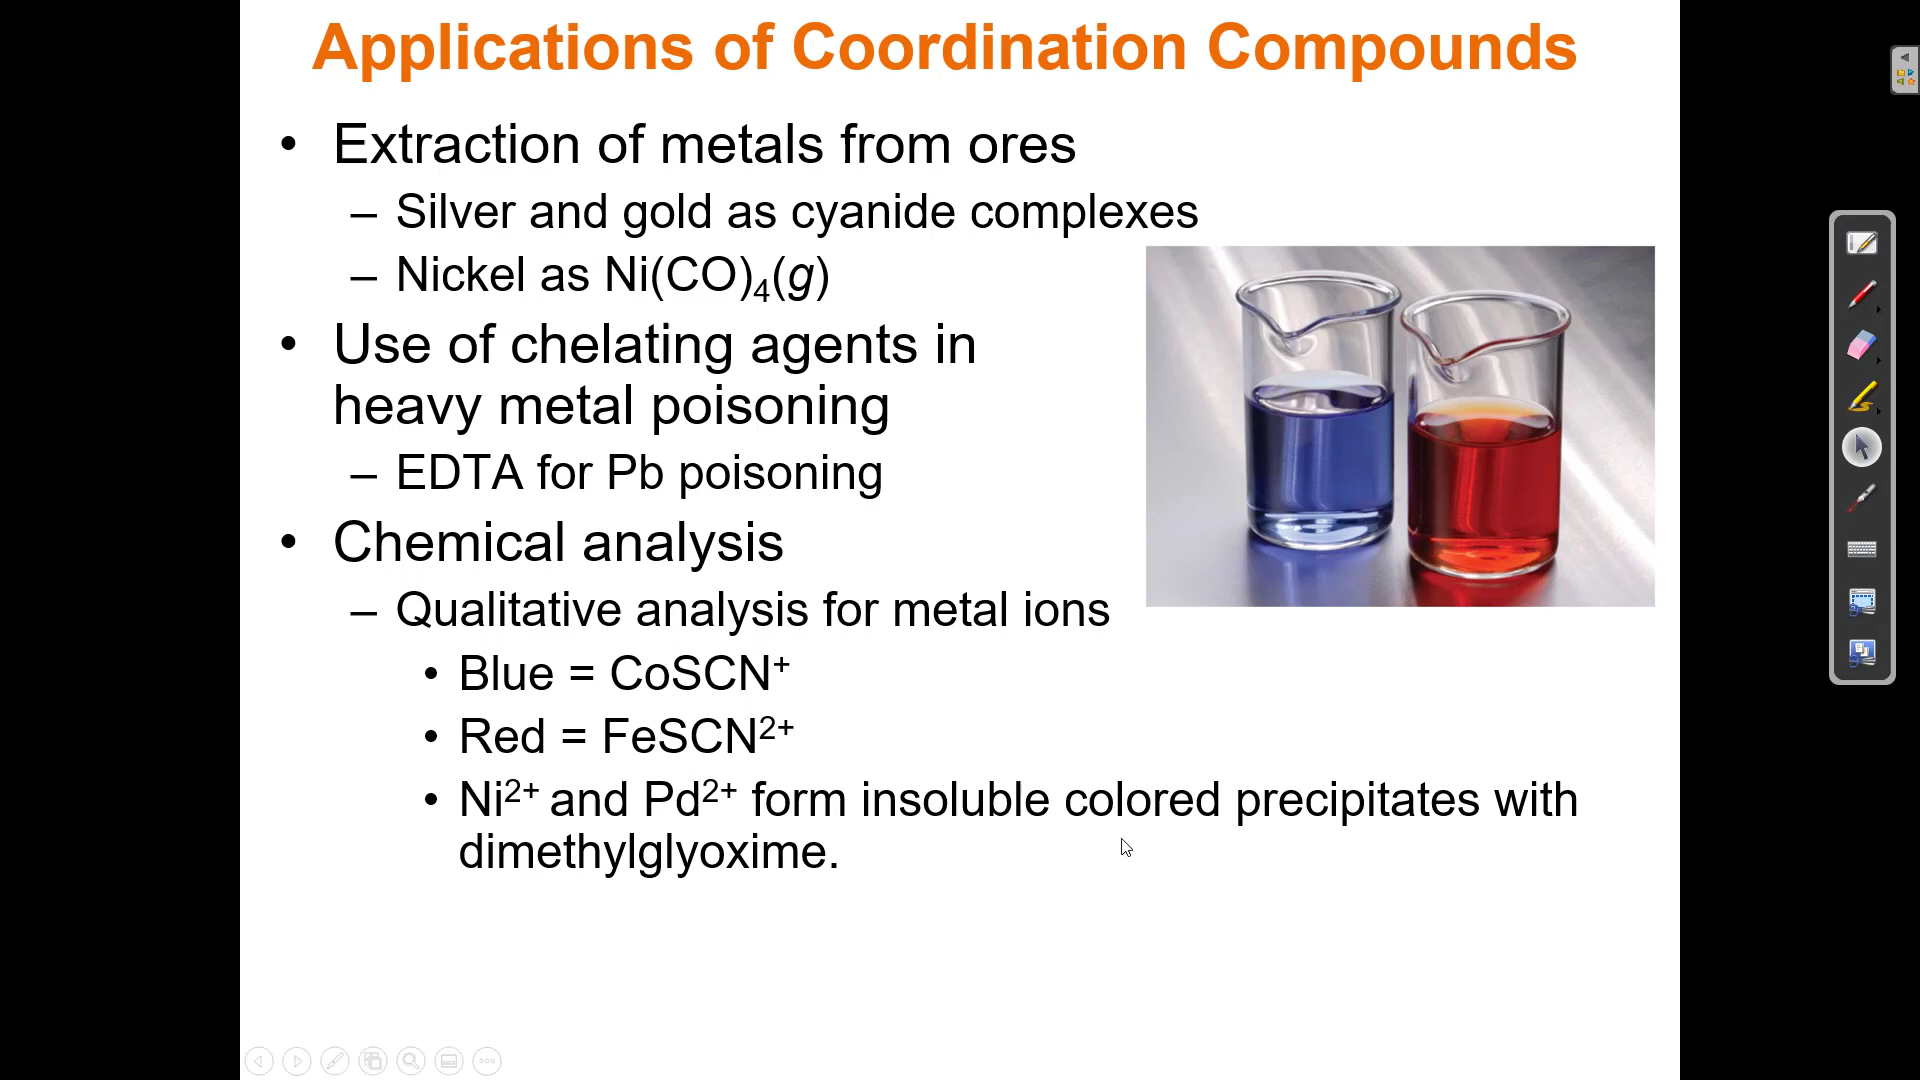 Applications of Coordination Compounds
• Extraction of metals from ores
– Silver and gold as cyanide complexes
– Nickel as Ni(CO)₄(g)
• Use of chelating agents in
heavy metal poisoning
– EDTA for Pb poisoning
• Chemical analysis
– Qualitative analysis for metal ions
• Blue = CoSCN⁺
• Red = FeSCN²⁺
• Ni²⁺ and Pd²⁺ form insoluble colored precipitates with
dimethylglyoxime.